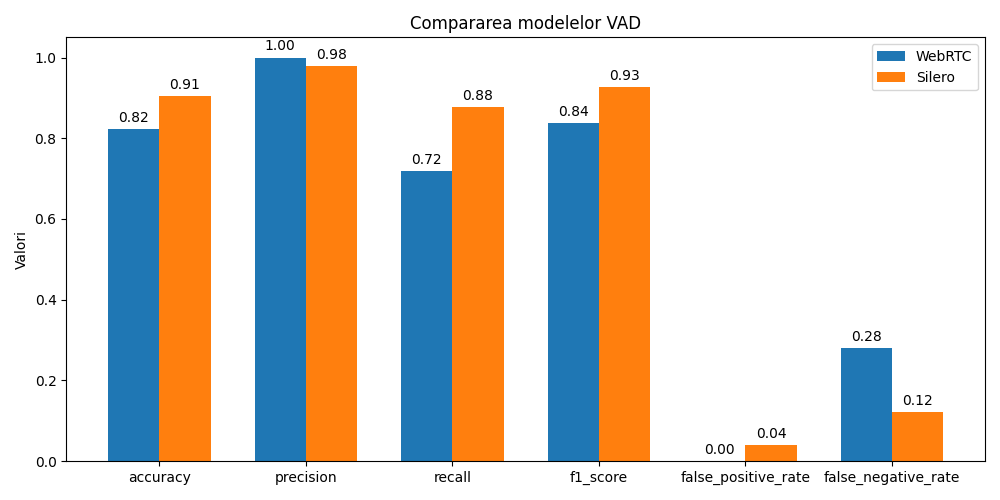 Compararea modelelor VAD
WebRTC
Silero
Valori
1.0
0.8
0.6
0.4
0.2
0.0
0.82
0.91
1.00
0.98
0.72
0.88
0.84
0.93
0.00
0.04
0.28
0.12
accuracy
precision
recall
f1_score
false_positive_rate
false_negative_rate